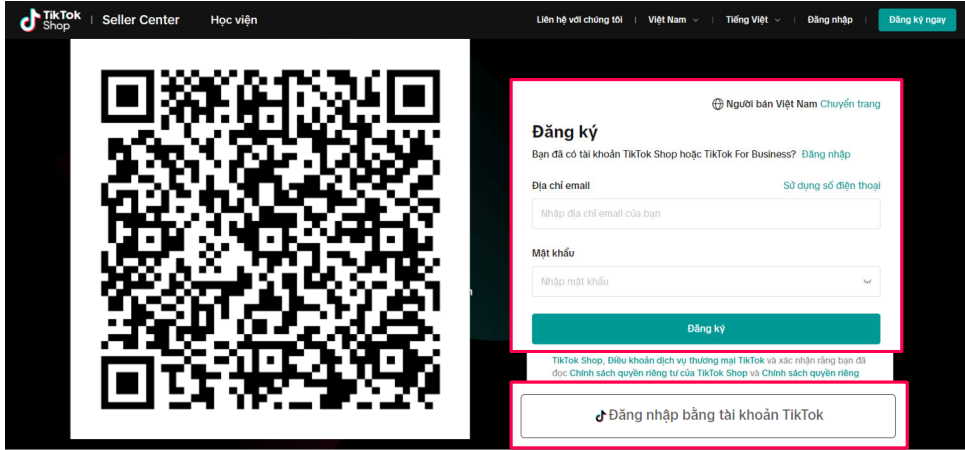 TikTok
Shop
Seller Center
Học viện
Liên hệ với chúng tôi
Việt Nam
Tiếng Việt
Đăng nhập
Đăng ký ngay
Người bán Việt Nam Chuyển trang
Đăng ký
Bạn đã có tài khoản TikTok Shop hoặc TikTok For Business? Đăng nhập
Địa chỉ email
Sử dụng số điện thoại
Nhập địa chỉ email của bạn
Mật khẩu
Nhập mật khẩu
Đăng ký
TikTok Shop, Điều khoản dịch vụ thương mại TikTok và xác nhận rằng bạn đã
đọc Chính sách quyền riêng tư của TikTok Shop và Chính sách quyền riêng
Đăng nhập bằng tài khoản TikTok